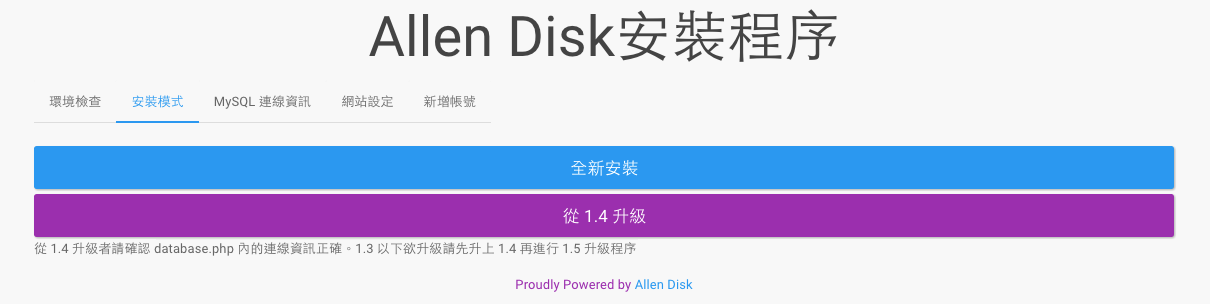 Allen Disk安裝程序
環境檢查 安裝模式 MySQL 連線資訊 網站設定 新增帳號
全新安裝
從 1.4 升級
從 1.4 升級者請確認 database.php 內的連線資訊正確。1.3 以下欲升級請先升上 1.4 再進行 1.5 升級程序
Proudly Powered by Allen Disk